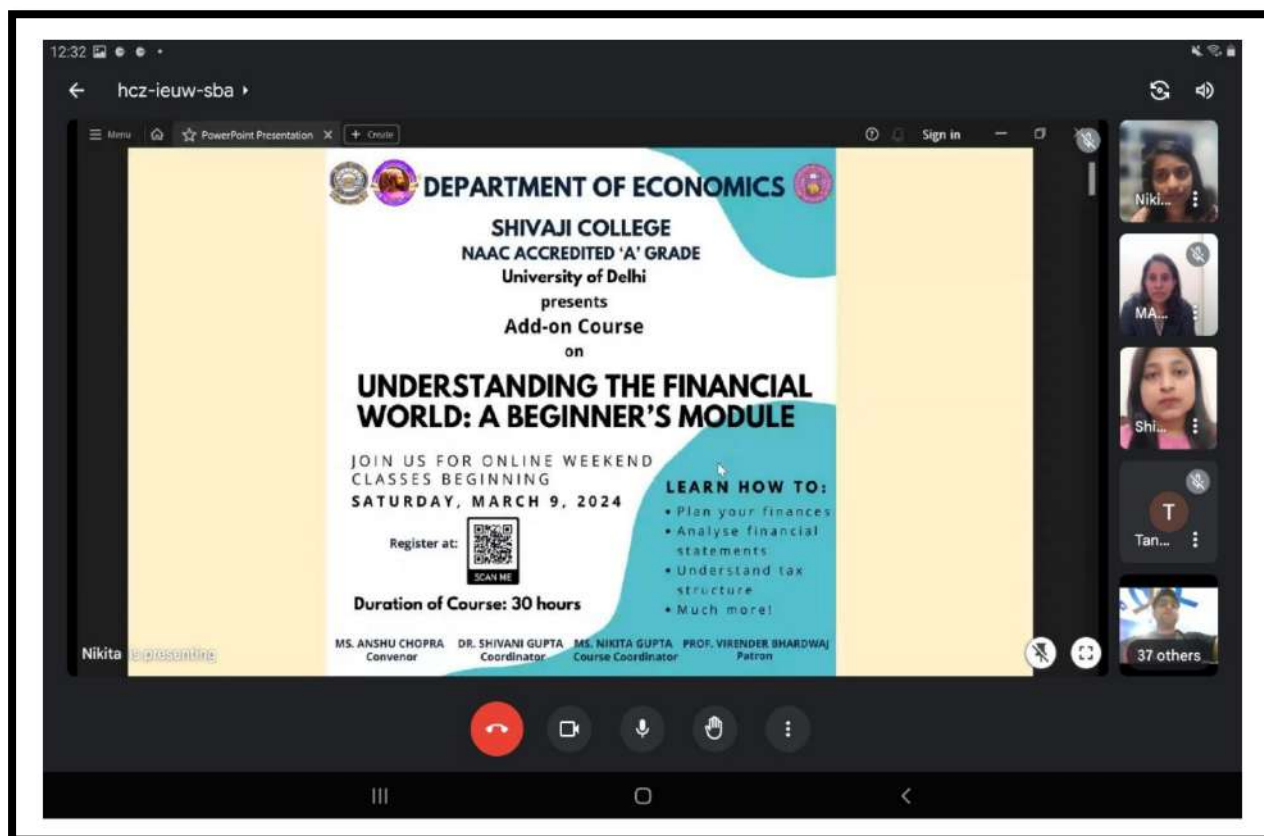 12:32
hcz-ieuw-sba
Menu
PowerPoint Presentation
Create
Sign in
DEPARTMENT OF ECONOMICS
SHIVAJI COLLEGE
NAAC ACCREDITED ‘A’ GRADE
University of Delhi
presents
Add-on Course
on
UNDERSTANDING THE FINANCIAL
WORLD: A BEGINNER’S MODULE
JOIN US FOR ONLINE WEEKEND
CLASSES BEGINNING
SATURDAY, MARCH 9, 2024
Register at:
SCAN ME
Duration of Course: 30 hours
LEARN HOW TO:
• Plan your finances
• Analyse financial
statements
• Understand tax
structure
• Much more!
MS. ANSHU CHOPRA DR. SHIVANI GUPTA MS. NIKITA GUPTA PROF. VIRENDER BHARDWAJ
Convenor Coordinator Course Coordinator Patron
Nikita is presenting
Niki...
MA...
Shi...
T
Tan...
37 others